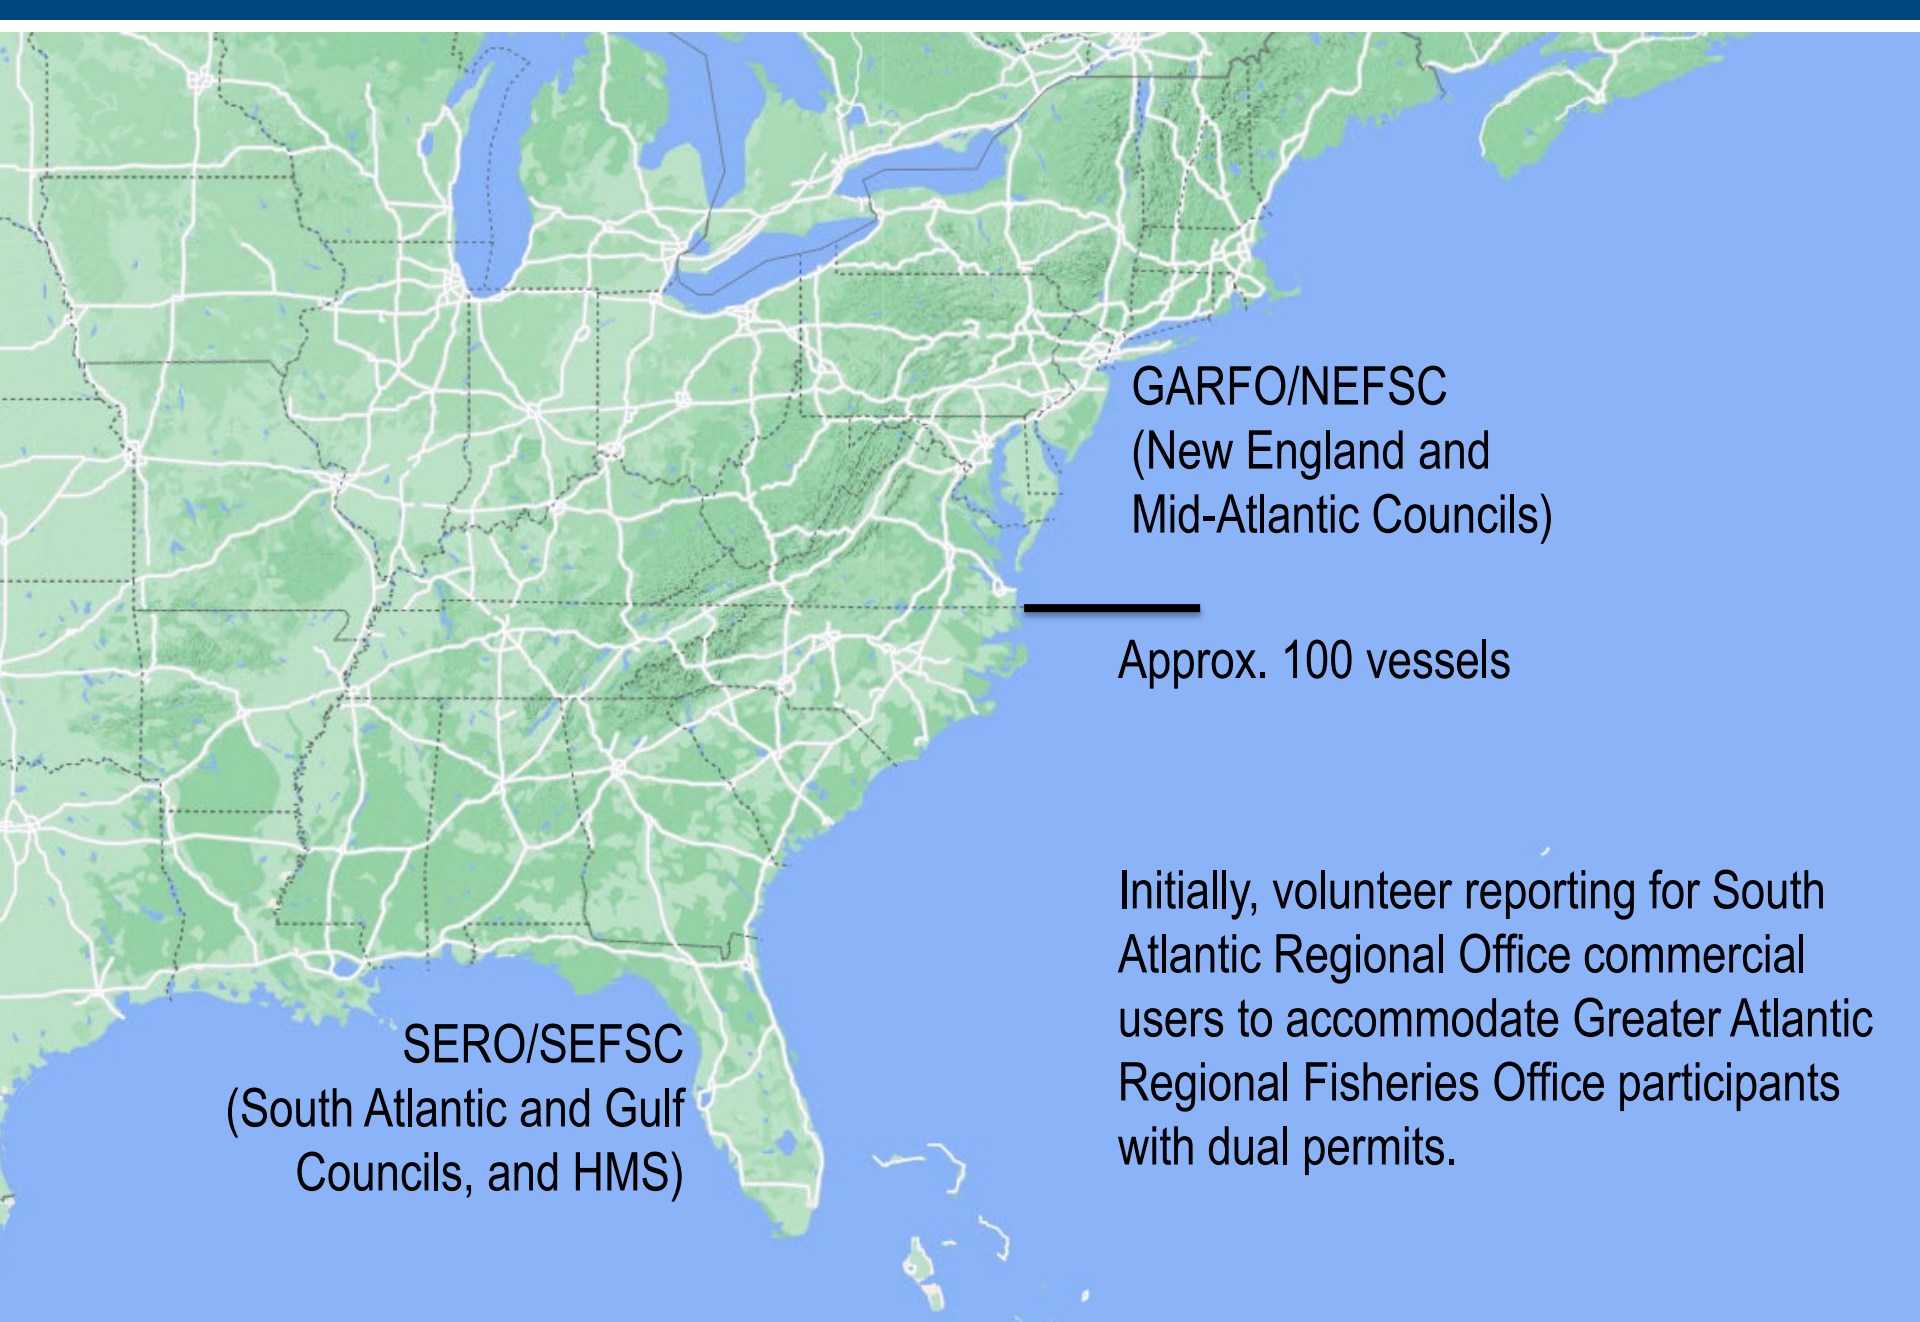 GARFO/NEFSC
(New England and
Mid-Atlantic Councils)
Approx. 100 vessels
Initially, volunteer reporting for South
Atlantic Regional Office commercial
users to accommodate Greater Atlantic
Regional Fisheries Office participants
with dual permits.
SERO/SEFSC
(South Atlantic and Gulf
Councils, and HMS)